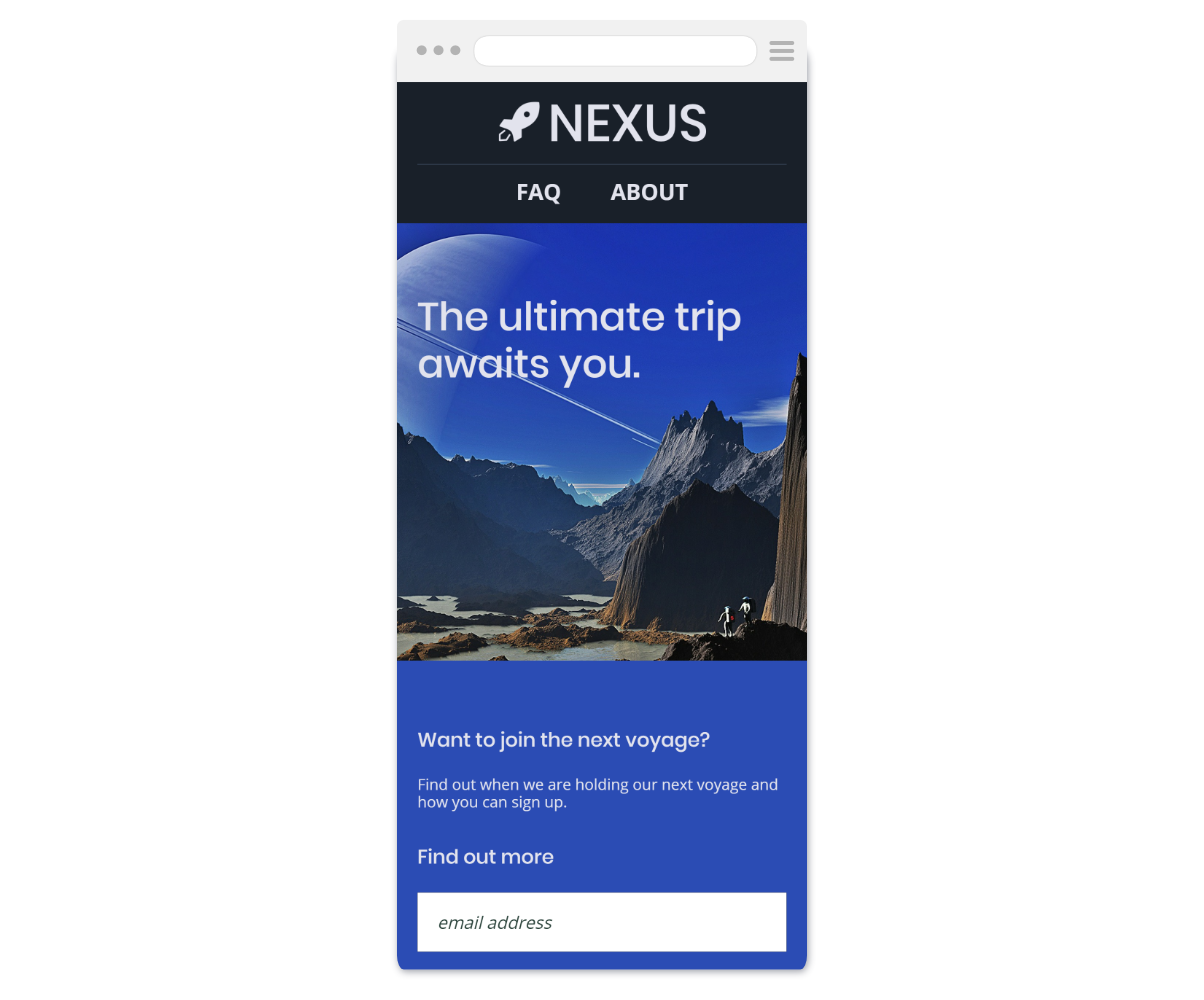 NEXUS
FAQ ABOUT
The ultimate trip
awaits you.
Want to join the next voyage?
Find out when we are holding our next voyage and
how you can sign up.
Find out more
email address